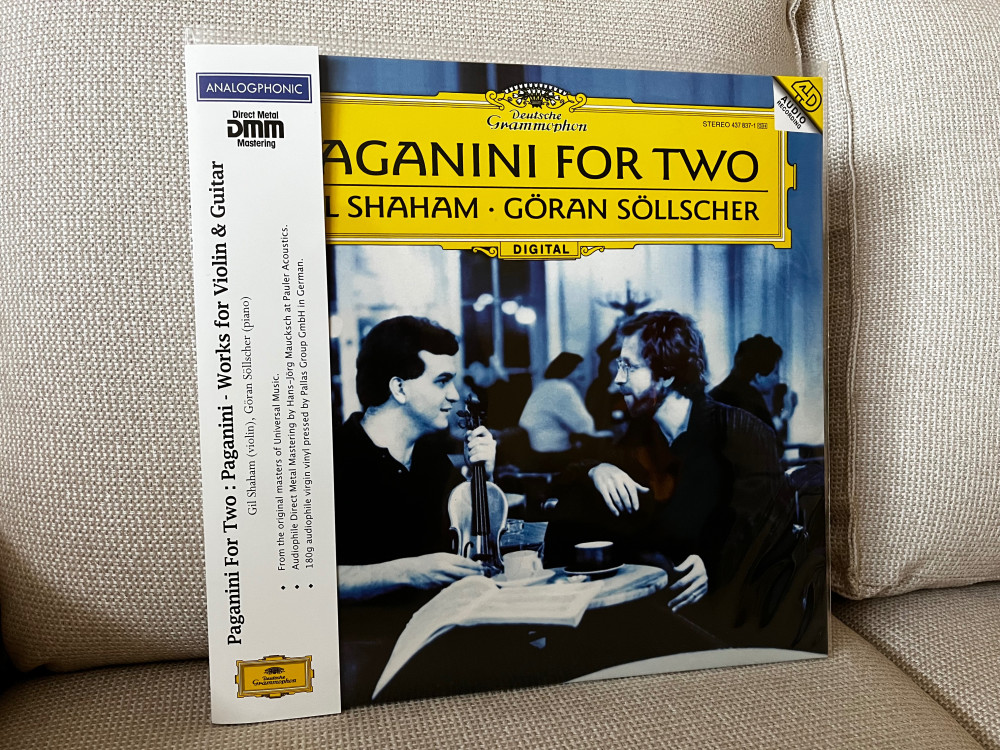 ANALOGPHONIC
Direct Metal
DMM
Mastering
Paganini For Two : Paganini - Works for Violin & Guitar
Gil Shaham (violin), Göran Söllscher (piano)
◆ From the original masters of Universal Music.
◆ Audiophile Direct Metal Mastering by Hans-Jörg Maucksch at Pauler Acoustics.
◆ 180g audiophile virgin vinyl pressed by Pallas Group GmbH in German.
Deutsche
Grammophon
Deutsche
Grammophon
STEREO 437 837-1
4D
AUDIO
RECORDING
AGANINI FOR TWO
L SHAHAM · GÖRAN SÖLLSCHER
DIGITAL